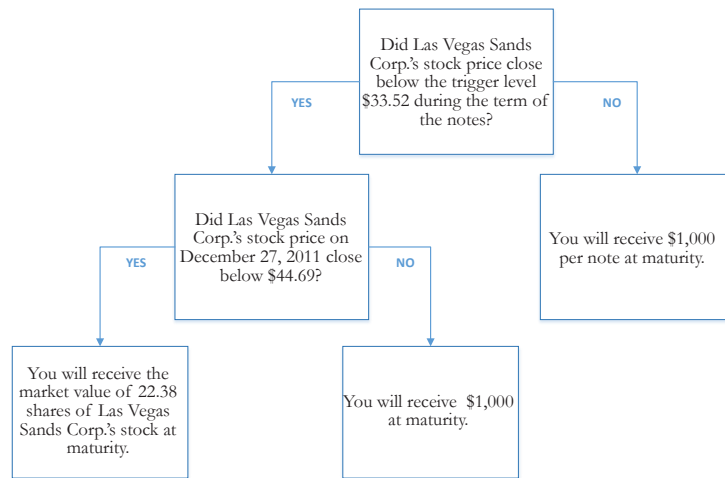 Did Las Vegas Sands
Corp.'s stock price close
below the trigger level
$33.52 during the term of
the notes?
YES
NO
Did Las Vegas Sands
Corp.'s stock price on
December 27, 2011 close
below $44.69?
You will receive $1,000
per note at maturity.
YES
NO
You will receive the
market value of 22.38
shares of Las Vegas
Sands Corp.'s stock at
maturity.
You will receive $1,000
at maturity.